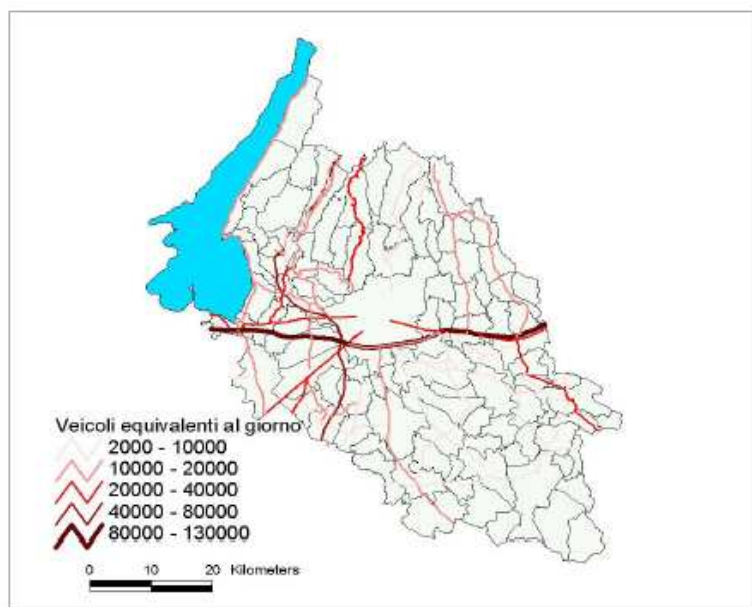 Veicoli equivalenti al giorno
2000 - 10000
10000 - 20000
20000 - 40000
40000 - 80000
80000 - 130000
0 10 20 Kilometers